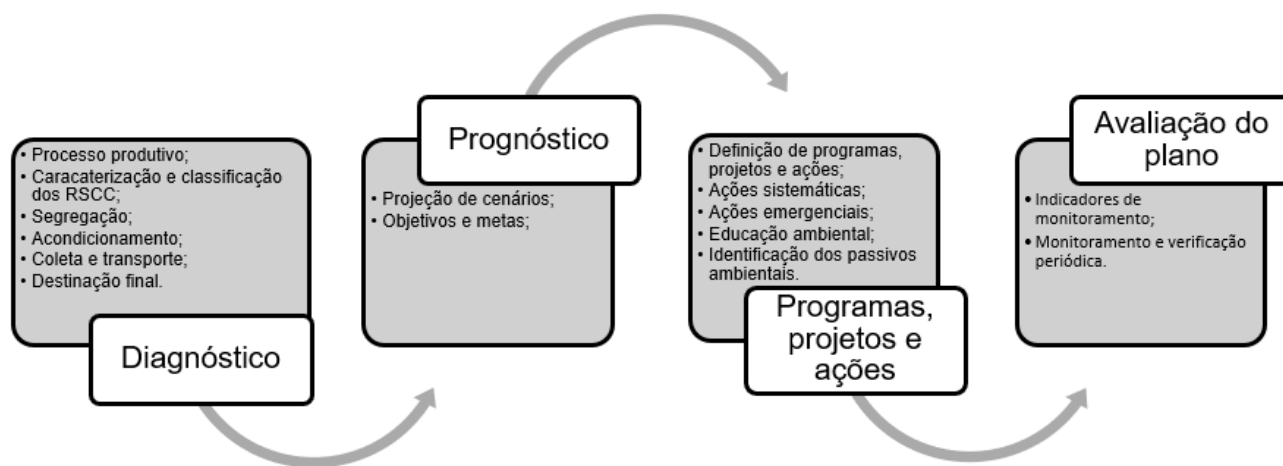 • Processo produtivo;
• Caracaterização e classificação
dos RSCC;
• Segregação;
• Acondicionamento;
• Coleta e transporte;
• Destinação final.
Diagnóstico
Prognóstico
• Projeção de cenários;
• Objetivos e metas;
• Definição de programas,
projetos e ações;
• Ações sistemáticas;
• Ações emergenciais;
• Educação ambiental;
• Identificação dos passivos
ambientais.
Programas,
projetos e
ações
Avaliação do
plano
• Indicadores de
monitoramento;
• Monitoramento e verificação
periódica.